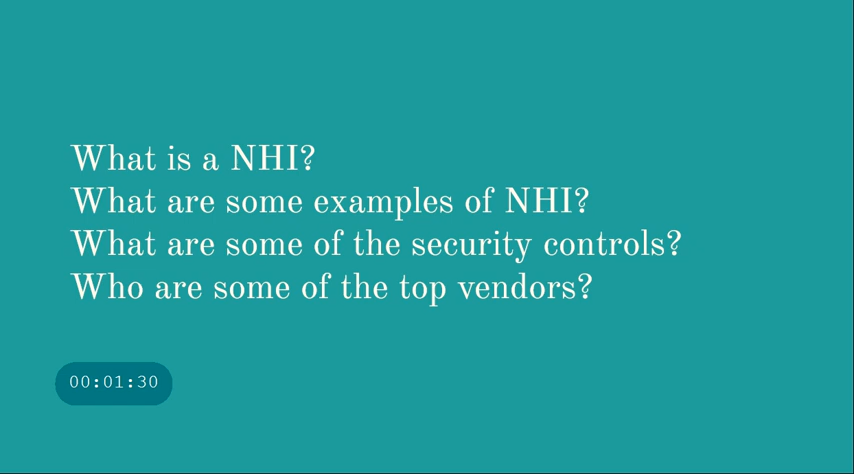 What is a NHI?
What are some examples of NHI?
What are some of the security controls?
Who are some of the top vendors?
00:01:30